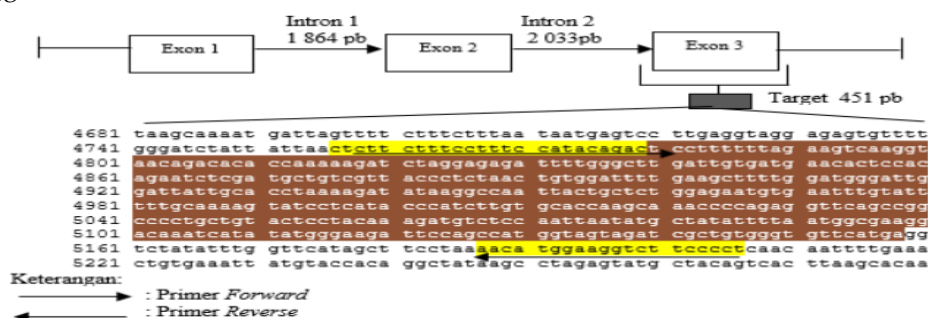 Intron 1
1 864 pb
Intron 2
2 033pb
Exon 1
Exon 2
Exon 3
Target 451 pb
4681 taagcaaaat gattagtttt ctttctttaa taatgagtcc ttgaggtagg agagtgtttt
4741 gggatctatt attaactctt ctttcctttc catacagact ccttttttag aagtcaaggt
4801 aacagacaca ccaaaaagat ctaggagaga ttttgggctt gattgtgatg aacactccac
4861 agaatctcga tgctgtcgtt accctctaac tgtggatttt gaagcttttg gatgggattg
4921 gattattgca cctaaaagat ataaggccaa ttactgctct ggagaatgtg aatttgtatt
4981 tttgcaaaag tatcctcata cccatcttgt gcaccaagca aaccccagag gttcagccgg
5041 cccctgctgt actcctacaa agatgtctcc aattaatatg ctatatttta atggcgaagg
5101 acaaatcata tatgggaaga ttccagccat ggtagtagat cgctgtgggt gttcatgagg
5161 tctatatttg gttcatagct tcctaaaaca tggaaggtct tcccctcaac aattttgaaa
5221 ctgtgaaatt atgtaccaca ggctataagc ctagagtatg ctacagtcac ttaagcacaa
Keterangan:
: Primer Forward
: Primer Reverse